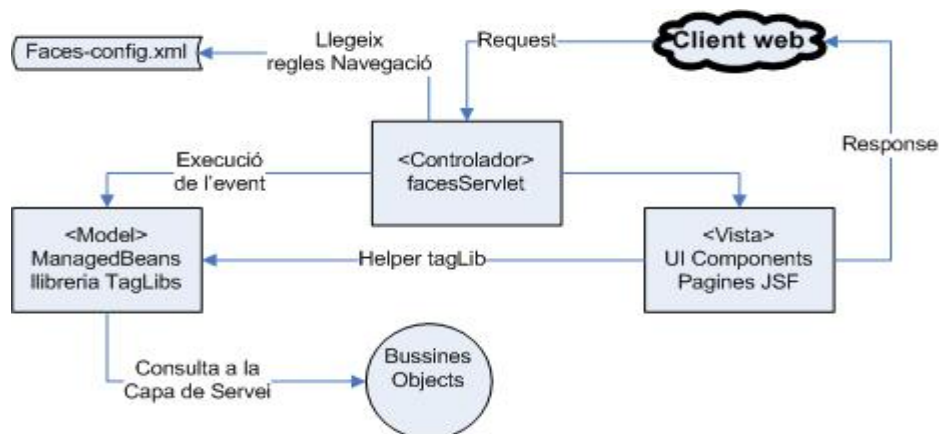 Faces-config.xml
Llegeix
regles Navegació
Request
Client web
Response
<Controlador>
facesServlet
Execució
de l'event
<Model>
ManagedBeans
llibreria TagLibs
Helper tagLib
<Vista>
UI Components
Pagines JSF
Consulta a la
Capa de Servei
Bussines
Objects